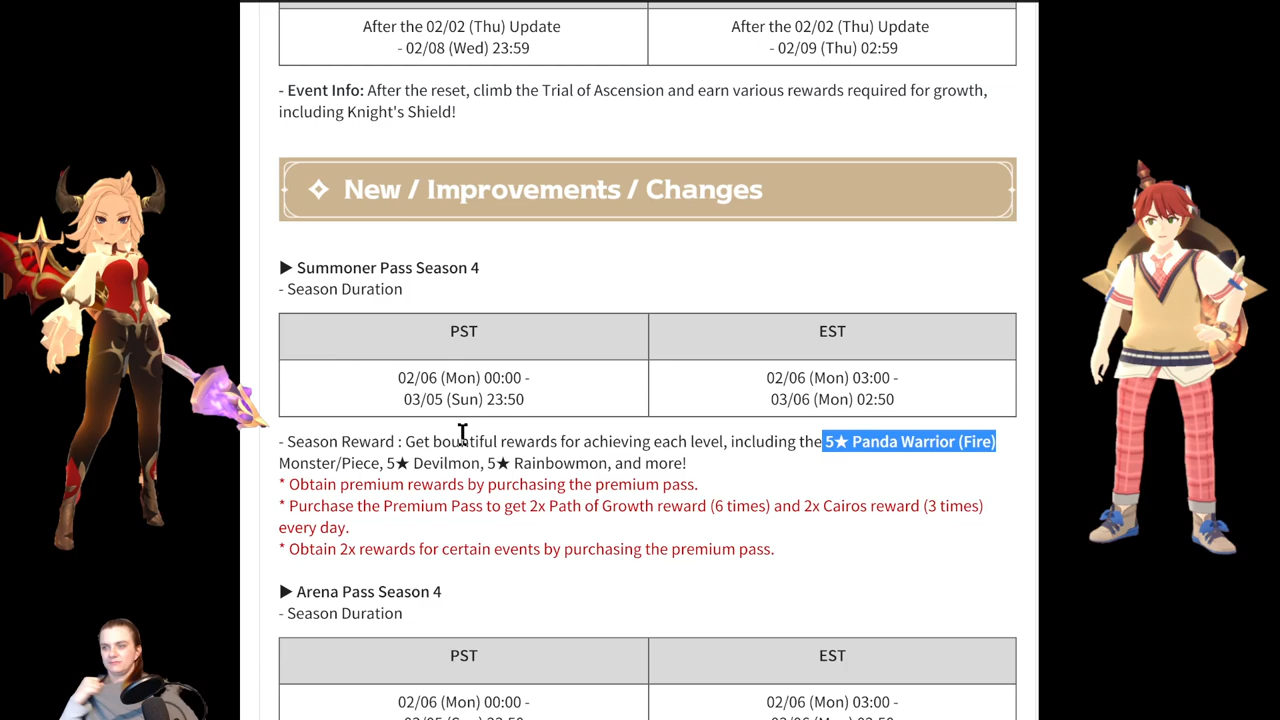 After the 02/02 (Thu) Update
- 02/08 (Wed) 23:59
After the 02/02 (Thu) Update
- 02/09 (Thu) 02:59
- Event Info: After the reset, climb the Trial of Ascension and earn various rewards required for growth,
including Knight's Shield!
New / Improvements / Changes
▶ Summoner Pass Season 4
- Season Duration
PST
EST
02/06 (Mon) 00:00 -
03/05 (Sun) 23:50
02/06 (Mon) 03:00 -
03/06 (Mon) 02:50
- Season Reward : Get bountiful rewards for achieving each level, including the 5★ Panda Warrior (Fire)
Monster/Piece, 5★ Devilmon, 5★ Rainbowmon, and more!
* Obtain premium rewards by purchasing the premium pass.
* Purchase the Premium Pass to get 2x Path of Growth reward (6 times) and 2x Cairos reward (3 times)
every day.
* Obtain 2x rewards for certain events by purchasing the premium pass.
▶ Arena Pass Season 4
- Season Duration
PST
EST
02/06 (Mon) 00:00 -
02/06 (Mon) 03:00 -